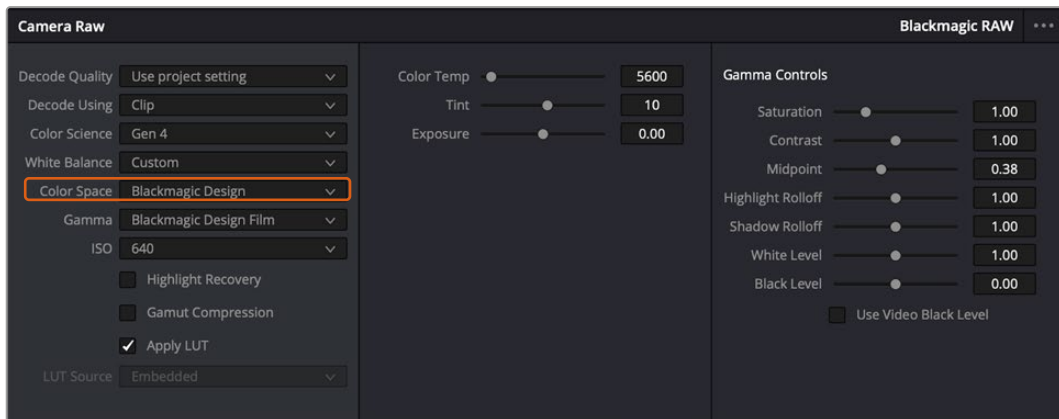 Camera Raw
Blackmagic RAW
Decode Quality Use project setting
Decode Using Clip
Color Science Gen 4
White Balance Custom
Color Space Blackmagic Design
Gamma Blackmagic Design Film
ISO 640
Highlight Recovery
Gamut Compression
Apply LUT
LUT Source Embedded
Color Temp 5600
Tint 10
Exposure 0.00
Gamma Controls
Saturation 1.00
Contrast 1.00
Midpoint 0.38
Highlight Rolloff 1.00
Shadow Rolloff 1.00
White Level 1.00
Black Level 0.00
Use Video Black Level